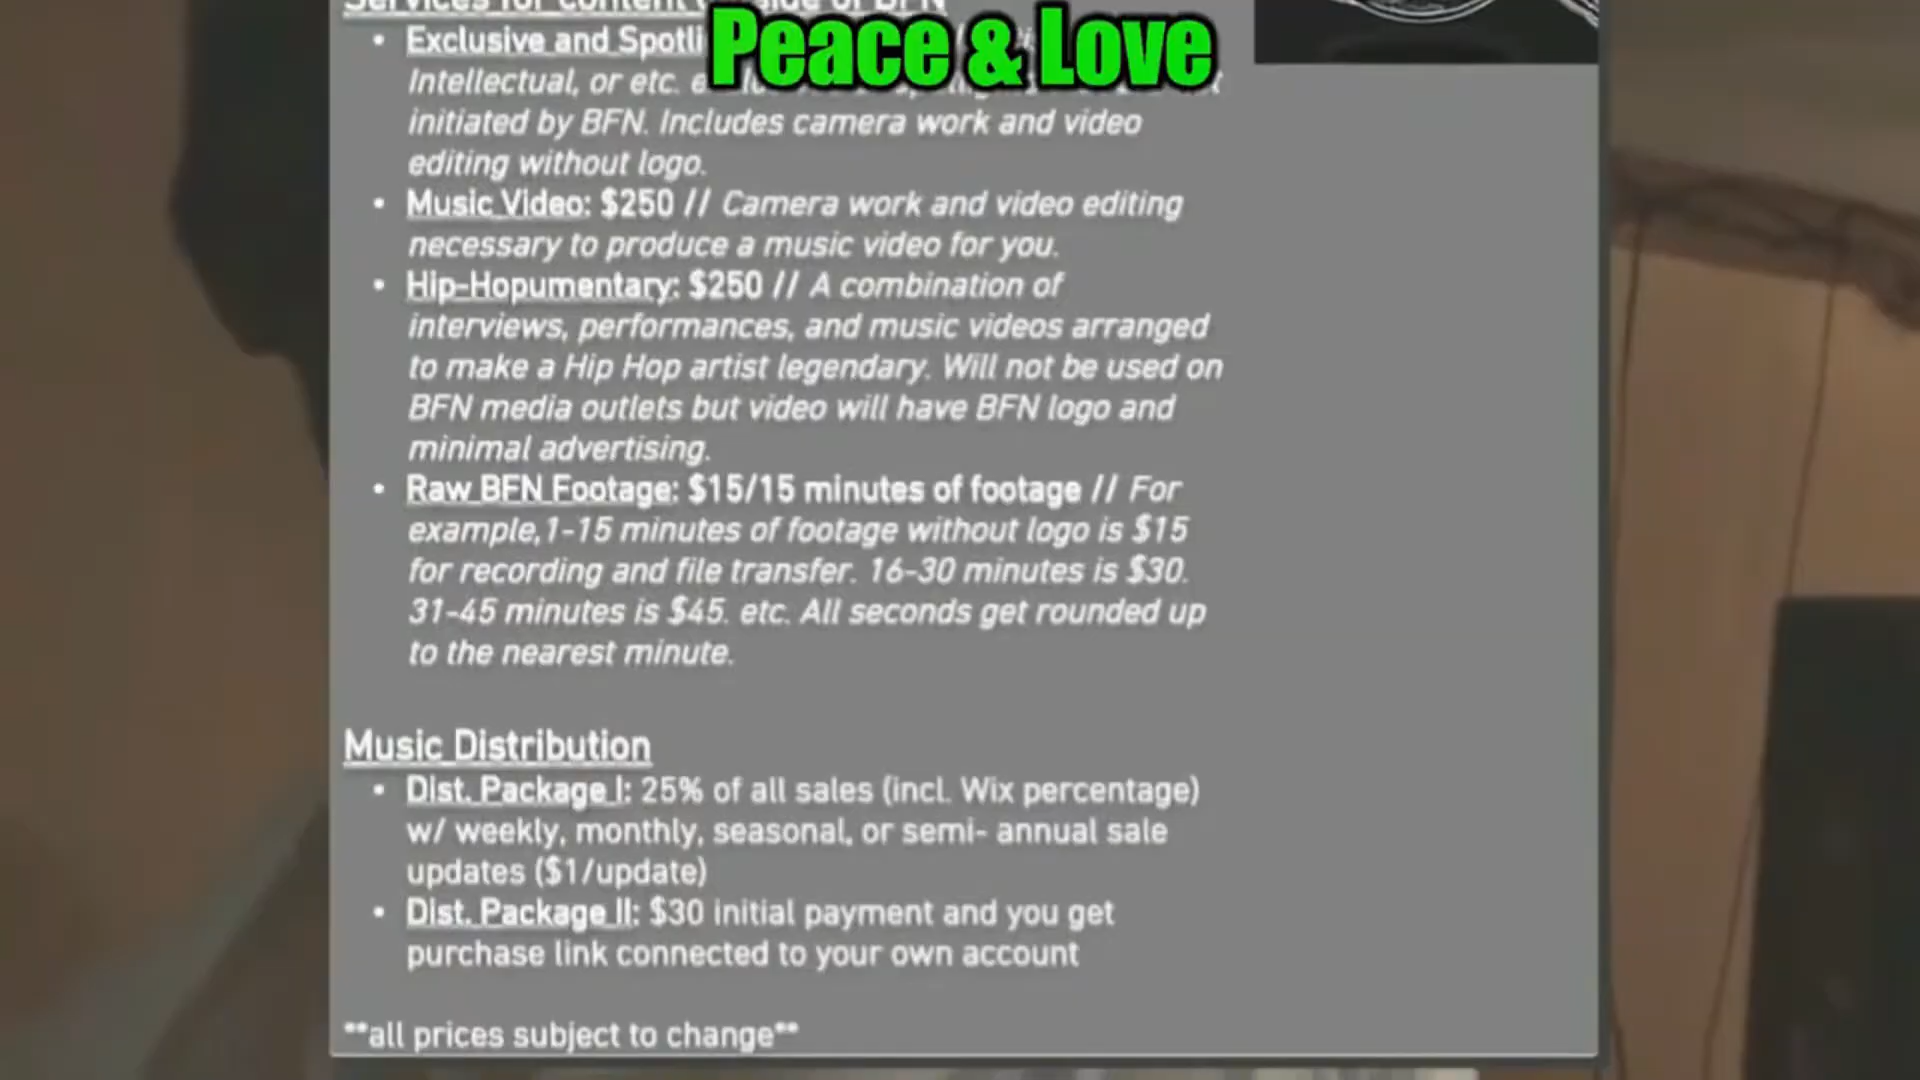 Services for content
Peace & Love
• Exclusive and
Intellectual, or etc.
initiated by BFN. Includes camera work and video
editing without logo.
• Music Video: $250 // Camera work and video editing
necessary to produce a music video for you.
• Hip-Hopumentary: $250 // A combination of
interviews, performances, and music videos arranged
to make a Hip Hop artist legendary. Will not be used on
BFN media outlets but video will have BFN logo and
minimal advertising.
• Raw BFN Footage: $15/15 minutes of footage // For
example,1-15 minutes of footage without logo is $15
for recording and file transfer. 16-30 minutes is $30.
31-45 minutes is $45. etc. All seconds get rounded up
to the nearest minute.
Music Distribution
• Dist. Package I: 25% of all sales (incl. Wix percentage)
w/ weekly, monthly, seasonal, or semi- annual sale
updates ($1/update)
• Dist. Package II: $30 initial payment and you get
purchase link connected to your own account
**all prices subject to change**